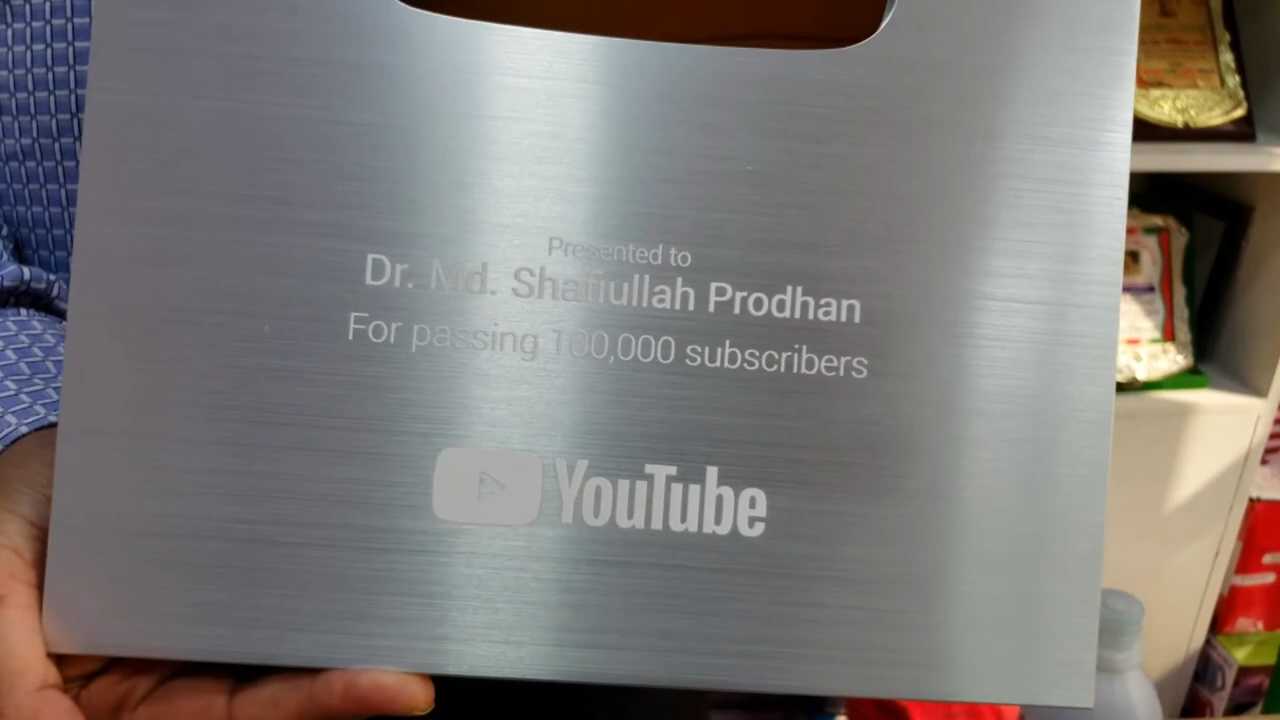 Presented to
Dr. Md. Shafiullah Prodhan
For passing 100,000 subscribers
YouTube